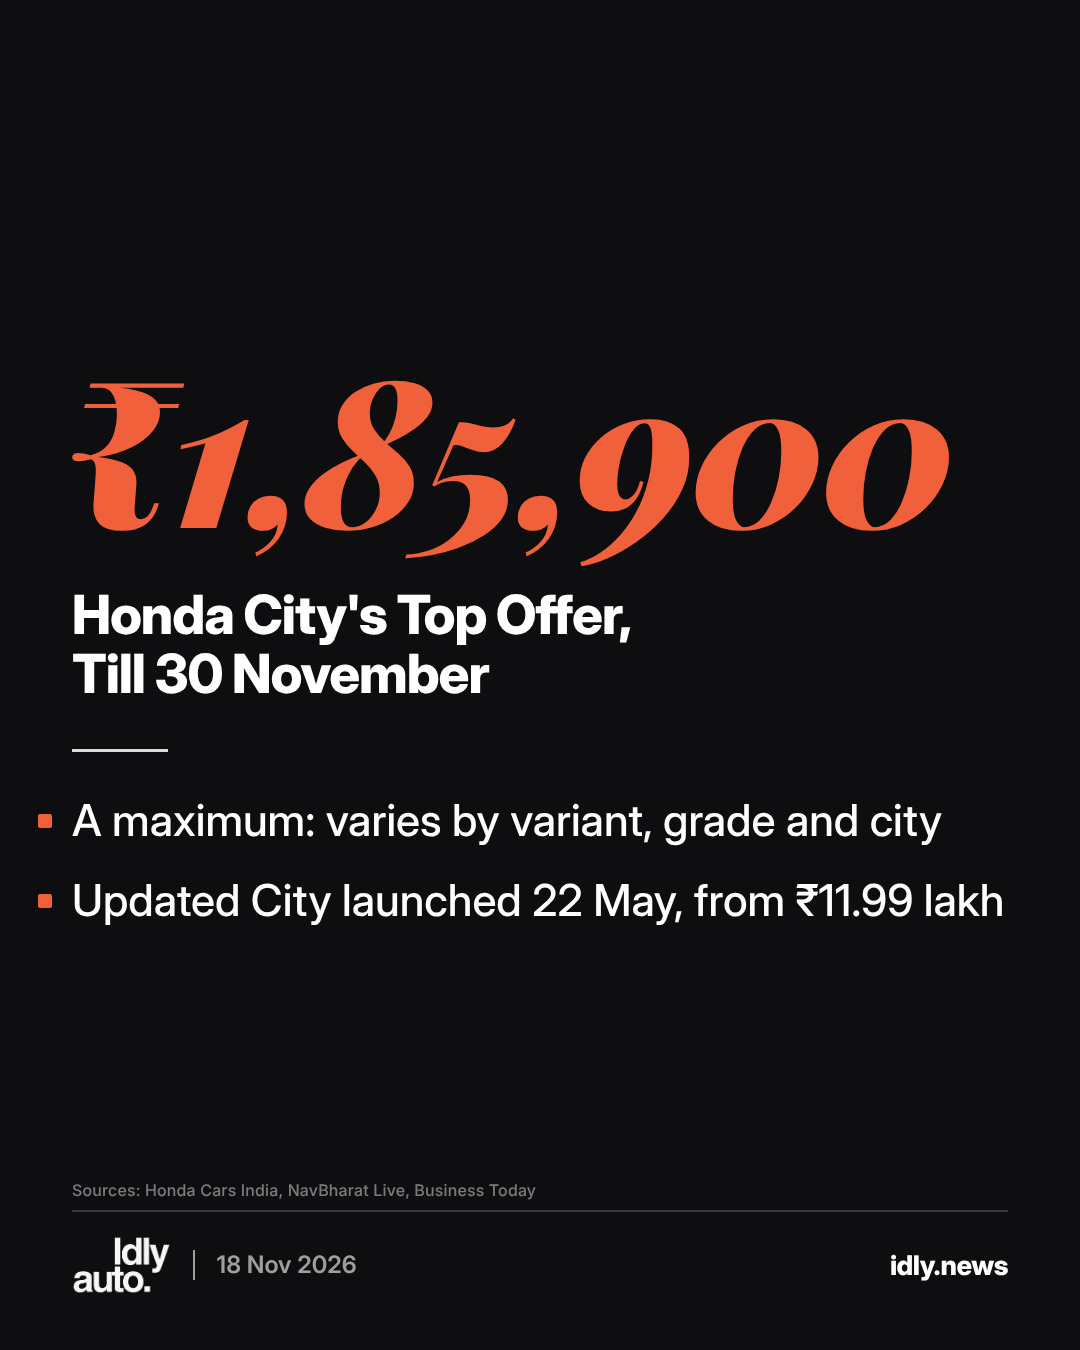 ₹1,85,900
Honda City's Top Offer,
Till 30 November
A maximum: varies by variant, grade and city
Updated City launched 22 May, from ₹11.99 lakh
Sources: Honda Cars India, NavBharat Live, Business Today
Idly
auto.
18 Nov 2026
idly.news